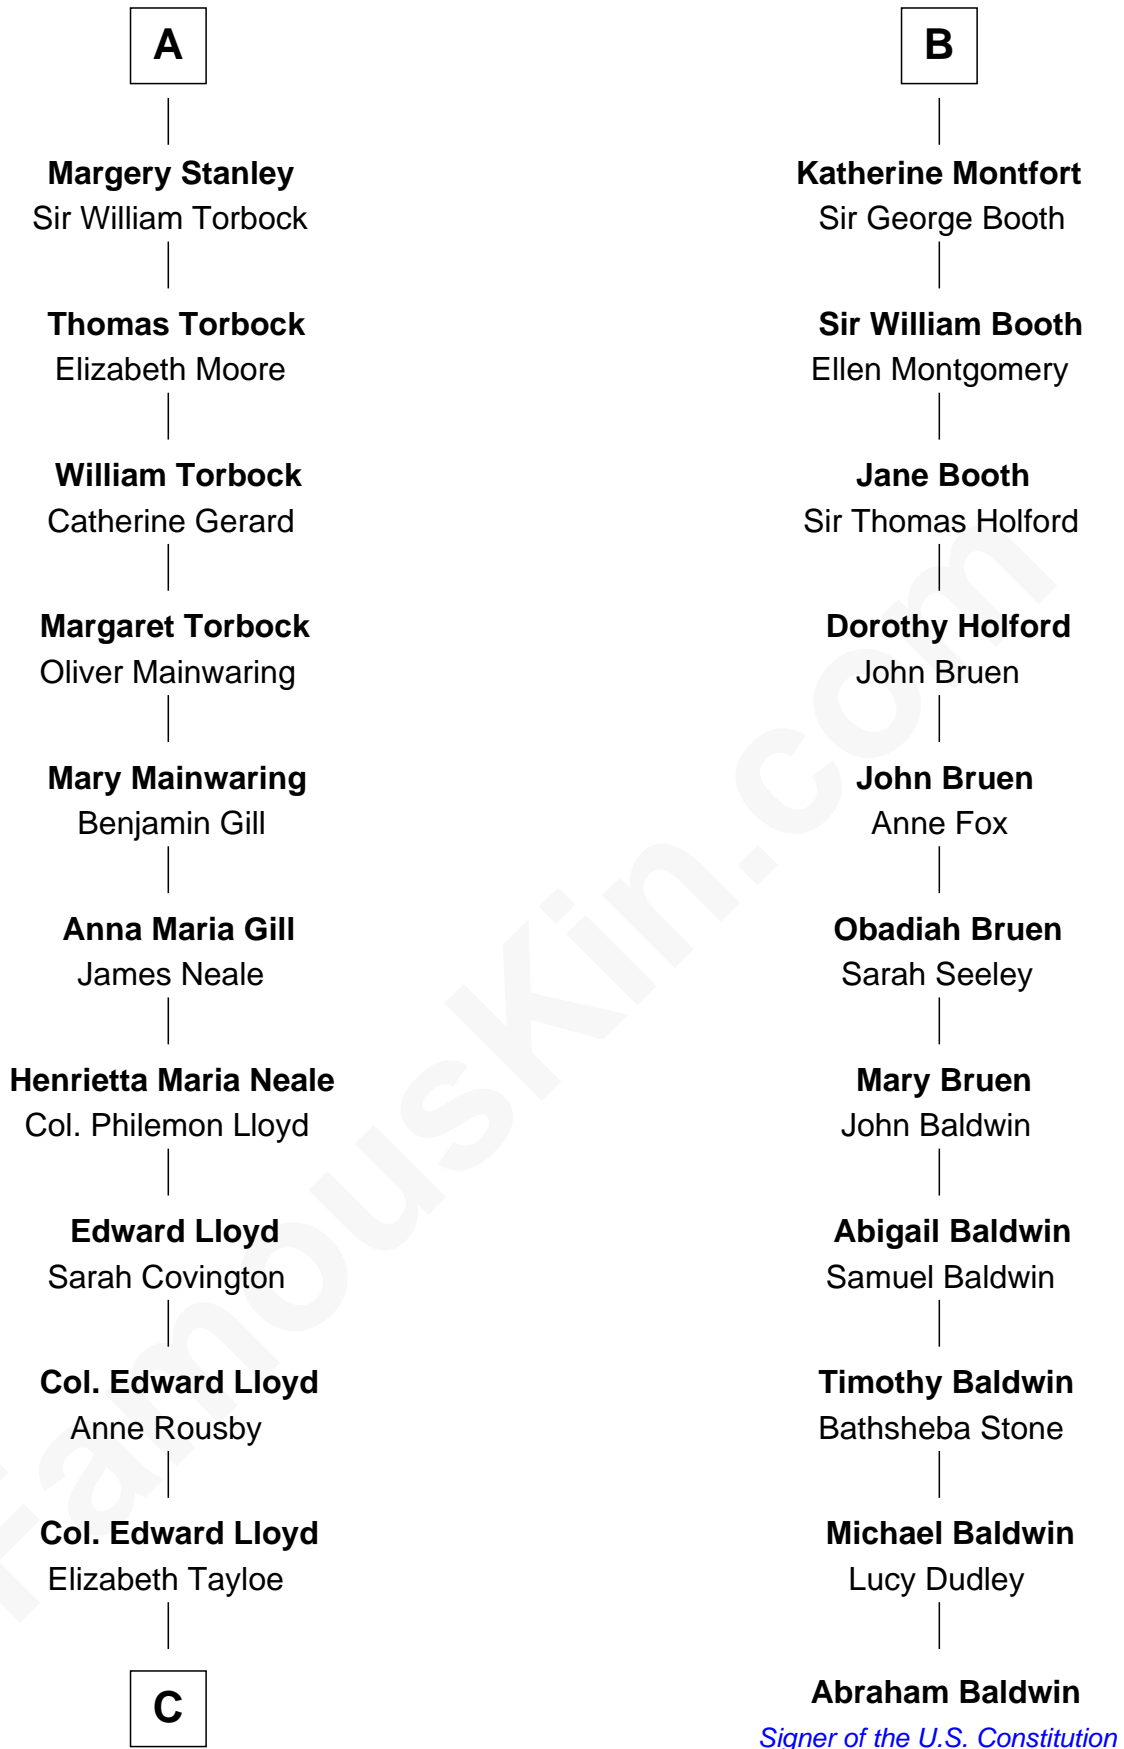 A
Margery Stanley
Sir William Torbock
Thomas Torbock
Elizabeth Moore
William Torbock
Catherine Gerard
Margaret Torbock
Oliver Mainwaring
Mary Mainwaring
Benjamin Gill
Anna Maria Gill
James Neale
Henrietta Maria Neale
Col. Philemon Lloyd
Edward Lloyd
Sarah Covington
Col. Edward Lloyd
Anne Rousby
Col. Edward Lloyd
Elizabeth Tayloe
C
B
Katherine Montfort
Sir George Booth
Sir William Booth
Ellen Montgomery
Jane Booth
Sir Thomas Holford
Dorothy Holford
John Bruen
John Bruen
Anne Fox
Obadiah Bruen
Sarah Seeley
Mary Bruen
John Baldwin
Abigail Baldwin
Samuel Baldwin
Timothy Baldwin
Bathsheba Stone
Michael Baldwin
Lucy Dudley
Abraham Baldwin
Signer of the U.S. Constitution
FamousKin.com